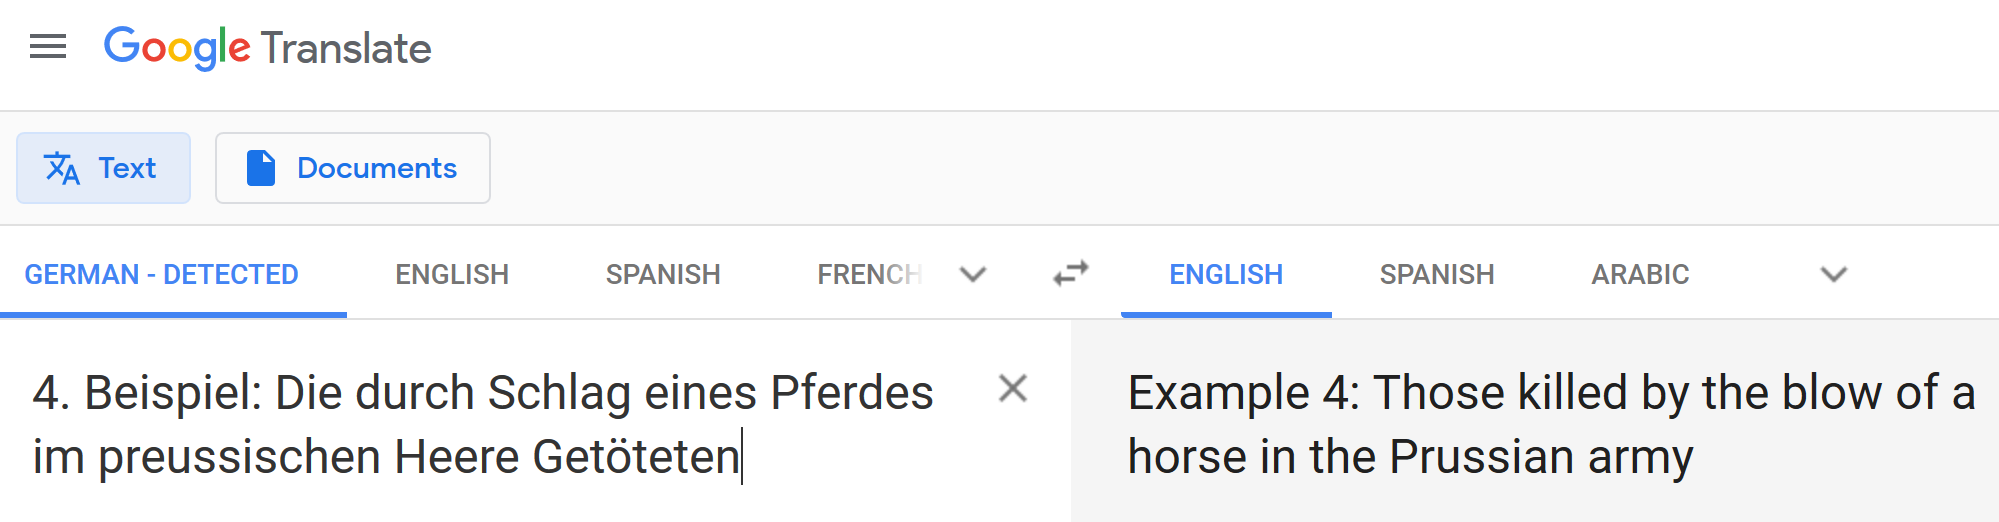 Google Translate
Text
Documents
GERMAN - DETECTED
ENGLISH
SPANISH
FRENCH
ENGLISH
SPANISH
ARABIC
4. Beispiel: Die durch Schlag eines Pferdes
im preussischen Heere Getöteten
Example 4: Those killed by the blow of a
horse in the Prussian army